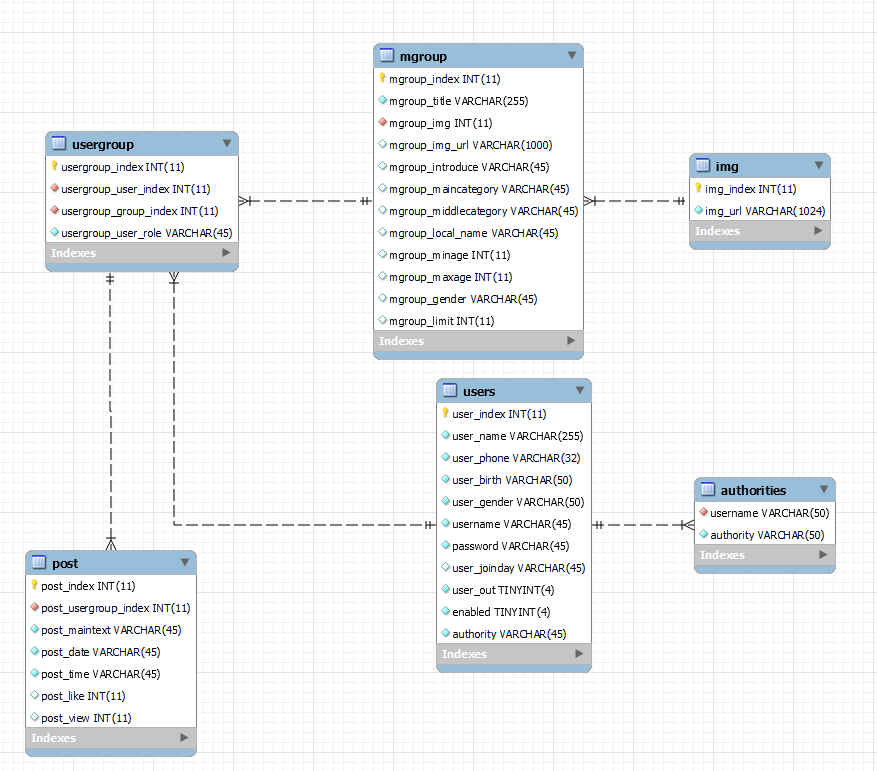 mgroup
mgroup_index INT(11)
mgroup_title VARCHAR(255)
mgroup_img INT(11)
mgroup_img_url VARCHAR(1000)
mgroup_introduce VARCHAR(45)
mgroup_maincategory VARCHAR(45)
mgroup_middlecategory VARCHAR(45)
mgroup_local_name VARCHAR(45)
mgroup_minage INT(11)
mgroup_maxage INT(11)
mgroup_gender VARCHAR(45)
mgroup_limit INT(11)
Indexes
usergroup
usergroup_index INT(11)
usergroup_user_index INT(11)
usergroup_group_index INT(11)
usergroup_user_role VARCHAR(45)
Indexes
img
img_index INT(11)
img_url VARCHAR(1024)
Indexes
users
user_index INT(11)
user_name VARCHAR(255)
user_phone VARCHAR(32)
user_birth VARCHAR(50)
user_gender VARCHAR(50)
username VARCHAR(45)
password VARCHAR(45)
user_joinday VARCHAR(45)
user_out TINYINT(4)
enabled TINYINT(4)
authority VARCHAR(45)
Indexes
authorities
username VARCHAR(50)
authority VARCHAR(50)
Indexes
post
post_index INT(11)
post_usergroup_index INT(11)
post_maintext VARCHAR(45)
post_date VARCHAR(45)
post_time VARCHAR(45)
post_like INT(11)
post_view INT(11)
Indexes